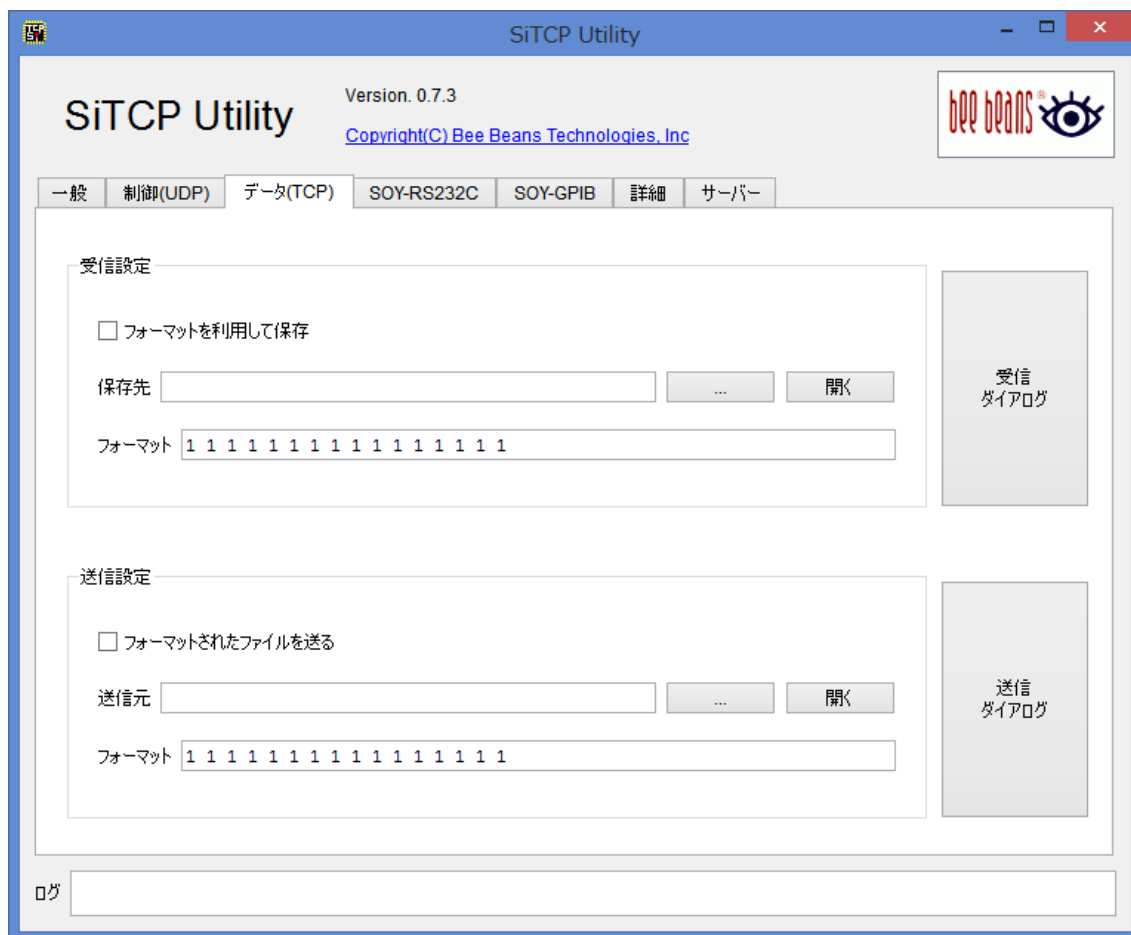 SiTCP Utility
SiTCP Utility
Version. 0.7.3
Copyright(C) Bee Beans Technologies, Inc
bee beans®
一般 制御(UDP) データ(TCP) SOY-RS232C SOY-GPIB 詳細 サーバー
受信設定
フォーマットを利用して保存
保存先 ... 開く
フォーマット 1 1 1 1 1 1 1 1 1 1 1 1 1 1 1 1
受信
ダイアログ
送信設定
フォーマットされたファイルを送る
送信元 ... 開く
フォーマット 1 1 1 1 1 1 1 1 1 1 1 1 1 1 1 1
送信
ダイアログ
ログ